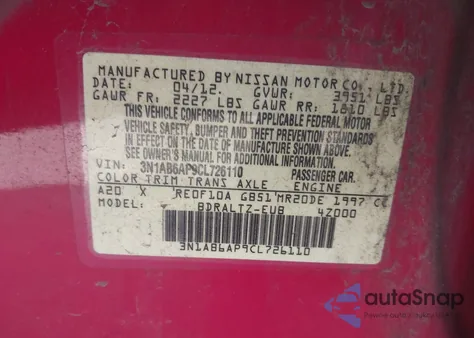 MANUFACTURED BY NISSAN MOTOR CO., LTD.
DATE: 04/12. GVWR: 3951 LBS
GAWR FR: 2227 LBS GAWR RR: 1810 LBS
THIS VEHICLE CONFORMS TO ALL APPLICABLE FEDERAL MOTOR
VEHICLE SAFETY, BUMPER AND THEFT PREVENTION STANDARDS
IN EFFECT ON THE DATE OF MANUFACTURE SHOWN ABOVE.
SEE OWNER'S MANUAL FOR ADDITIONAL INFORMATION.
VIN: 3N1AB6AP9CL726110 PASSENGER CAR.
COLOR TRIM TRANS AXLE ENGINE
A20 X RE0F10A GB51 MR20DE 1997 CC
MODEL: BDRALTZ-EUB 4Z000
3N1AB6AP9CL726110
autoSnap